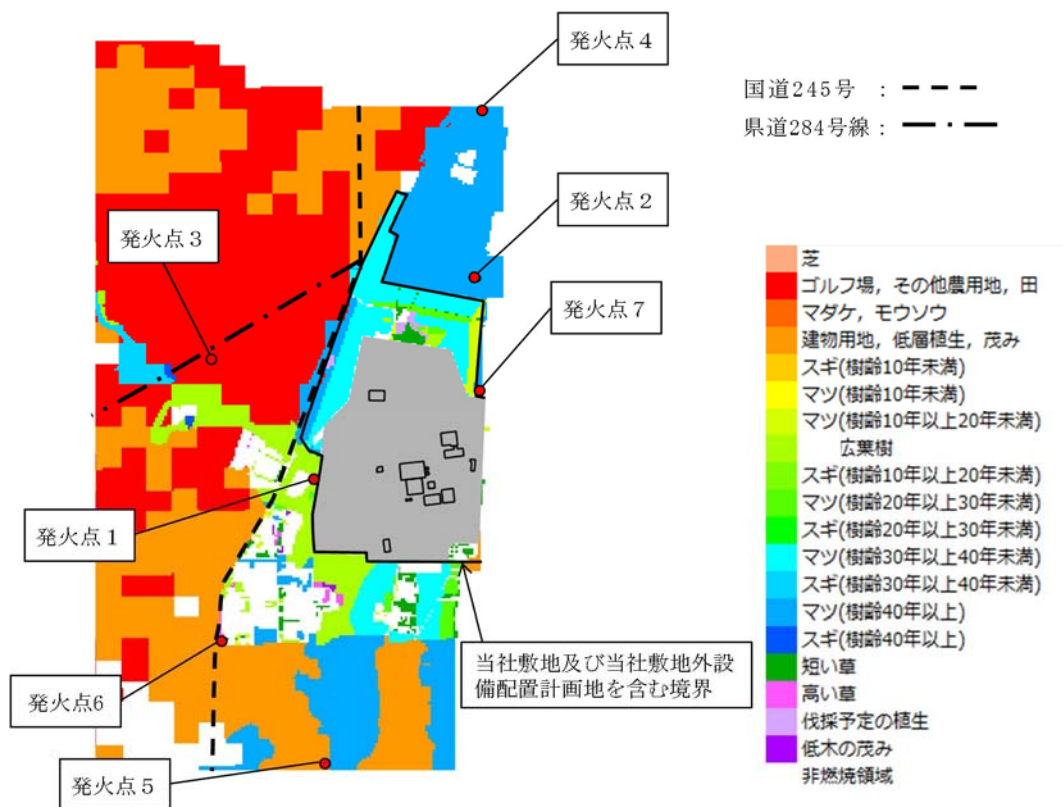 発火点４
国道245号 ：
県道284号線：
発火点２
発火点３
発火点７
芝
ゴルフ場，その他農用地，田
マダケ，モウソウ
建物用地，低層植生，茂み
スギ(樹齢10年未満)
マツ(樹齢10年未満)
マツ(樹齢10年以上20年未満)
広葉樹
スギ(樹齢10年以上20年未満)
マツ(樹齢20年以上30年未満)
スギ(樹齢20年以上30年未満)
マツ(樹齢30年以上40年未満)
スギ(樹齢30年以上40年未満)
マツ(樹齢40年以上)
スギ(樹齢40年以上)
短い草
高い草
伐採予定の植生
低木の茂み
非燃焼領域
発火点１
当社敷地及び当社敷地外設
備配置計画地を含む境界
発火点6
発火点５